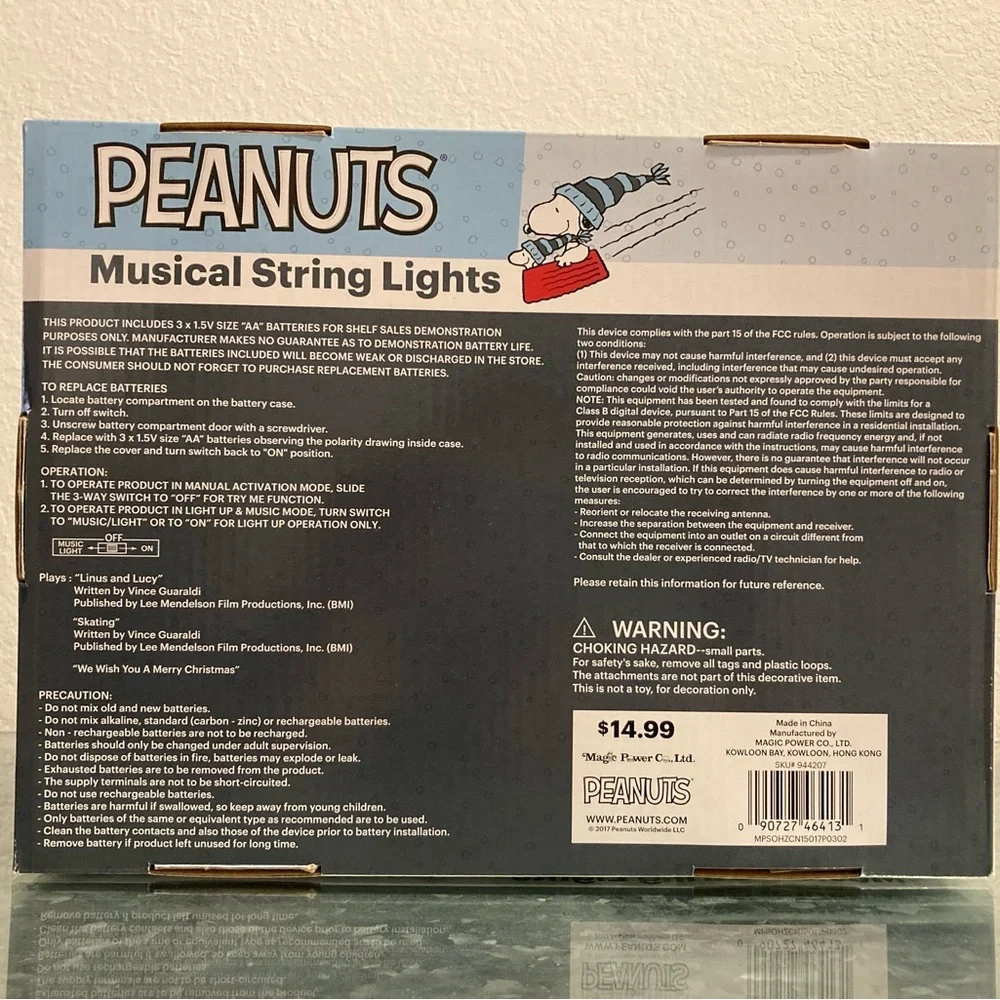 PEANUTS®
Musical String Lights
THIS PRODUCT INCLUDES 3 x 1.5V SIZE "AA" BATTERIES FOR SHELF SALES DEMONSTRATION
PURPOSES ONLY. MANUFACTURER MAKES NO GUARANTEE AS TO DEMONSTRATION BATTERY LIFE.
IT IS POSSIBLE THAT THE BATTERIES INCLUDED WILL BECOME WEAK OR DISCHARGED IN THE STORE.
THE CONSUMER SHOULD NOT FORGET TO PURCHASE REPLACEMENT BATTERIES.
TO REPLACE BATTERIES
1. Locate battery compartment on the battery case.
2. Turn off switch.
3. Unscrew battery compartment door with a screwdriver.
4. Replace with 3 x 1.5V size "AA" batteries observing the polarity drawing inside case.
5. Replace the cover and turn switch back to "ON" position.
OPERATION:
1. TO OPERATE PRODUCT IN MANUAL ACTIVATION MODE, SLIDE
THE 3-WAY SWITCH TO "OFF" FOR TRY ME FUNCTION.
2. TO OPERATE PRODUCT IN LIGHT UP & MUSIC MODE, TURN SWITCH
TO "MUSIC/LIGHT" OR TO "ON" FOR LIGHT UP OPERATION ONLY.
OFF
MUSIC
LIGHT
ON
Plays : "Linus and Lucy"
Written by Vince Guaraldi
Published by Lee Mendelson Film Productions, Inc. (BMI)
"Skating"
Written by Vince Guaraldi
Published by Lee Mendelson Film Productions, Inc. (BMI)
"We Wish You A Merry Christmas"
PRECAUTION:
- Do not mix old and new batteries.
- Do not mix alkaline, standard (carbon - zinc) or rechargeable batteries.
- Non - rechargeable batteries are not to be recharged.
- Batteries should only be changed under adult supervision.
- Do not dispose of batteries in fire, batteries may explode or leak.
- Exhausted batteries are to be removed from the product.
- The supply terminals are not to be short-circuited.
- Do not use rechargeable batteries.
- Batteries are harmful if swallowed, so keep away from young children.
- Only batteries of the same or equivalent type as recommended are to be used.
- Clean the battery contacts and also those of the device prior to battery installation.
- Remove battery if product left unused for long time.
This device complies with the part 15 of the FCC rules. Operation is subject to the following
two conditions:
(1) This device may not cause harmful interference, and (2) this device must accept any
interference received, including interference that may cause undesired operation.
Caution: changes or modifications not expressly approved by the party responsible for
compliance could void the user's authority to operate the equipment.
NOTE: This equipment has been tested and found to comply with the limits for a
Class B digital device, pursuant to Part 15 of the FCC Rules. These limits are designed to
provide reasonable protection against harmful interference in a residential installation.
This equipment generates, uses and can radiate radio frequency energy and, if not
installed and used in accordance with the instructions, may cause harmful interference
to radio communications. However, there is no guarantee that interference will not occur
in a particular installation. If this equipment does cause harmful interference to radio or
television reception, which can be determined by turning the equipment off and on,
the user is encouraged to try to correct the interference by one or more of the following
measures:
- Reorient or relocate the receiving antenna.
- Increase the separation between the equipment and receiver.
- Connect the equipment into an outlet on a circuit different from
that to which the receiver is connected.
- Consult the dealer or experienced radio/TV technician for help.
Please retain this information for future reference.
⚠ WARNING:
CHOKING HAZARD--small parts.
For safety's sake, remove all tags and plastic loops.
The attachments are not part of this decorative item.
This is not a toy, for decoration only.
$14.99
Magic Power Co., Ltd.
PEANUTS
WWW.PEANUTS.COM
© 2017 Peanuts Worldwide LLC
Made in China
Manufactured by
MAGIC POWER CO., LTD.
KOWLOON BAY, KOWLOON, HONG KONG
SKU# 944207
0 90727 46413 1
MPSOHZCN15017P0302